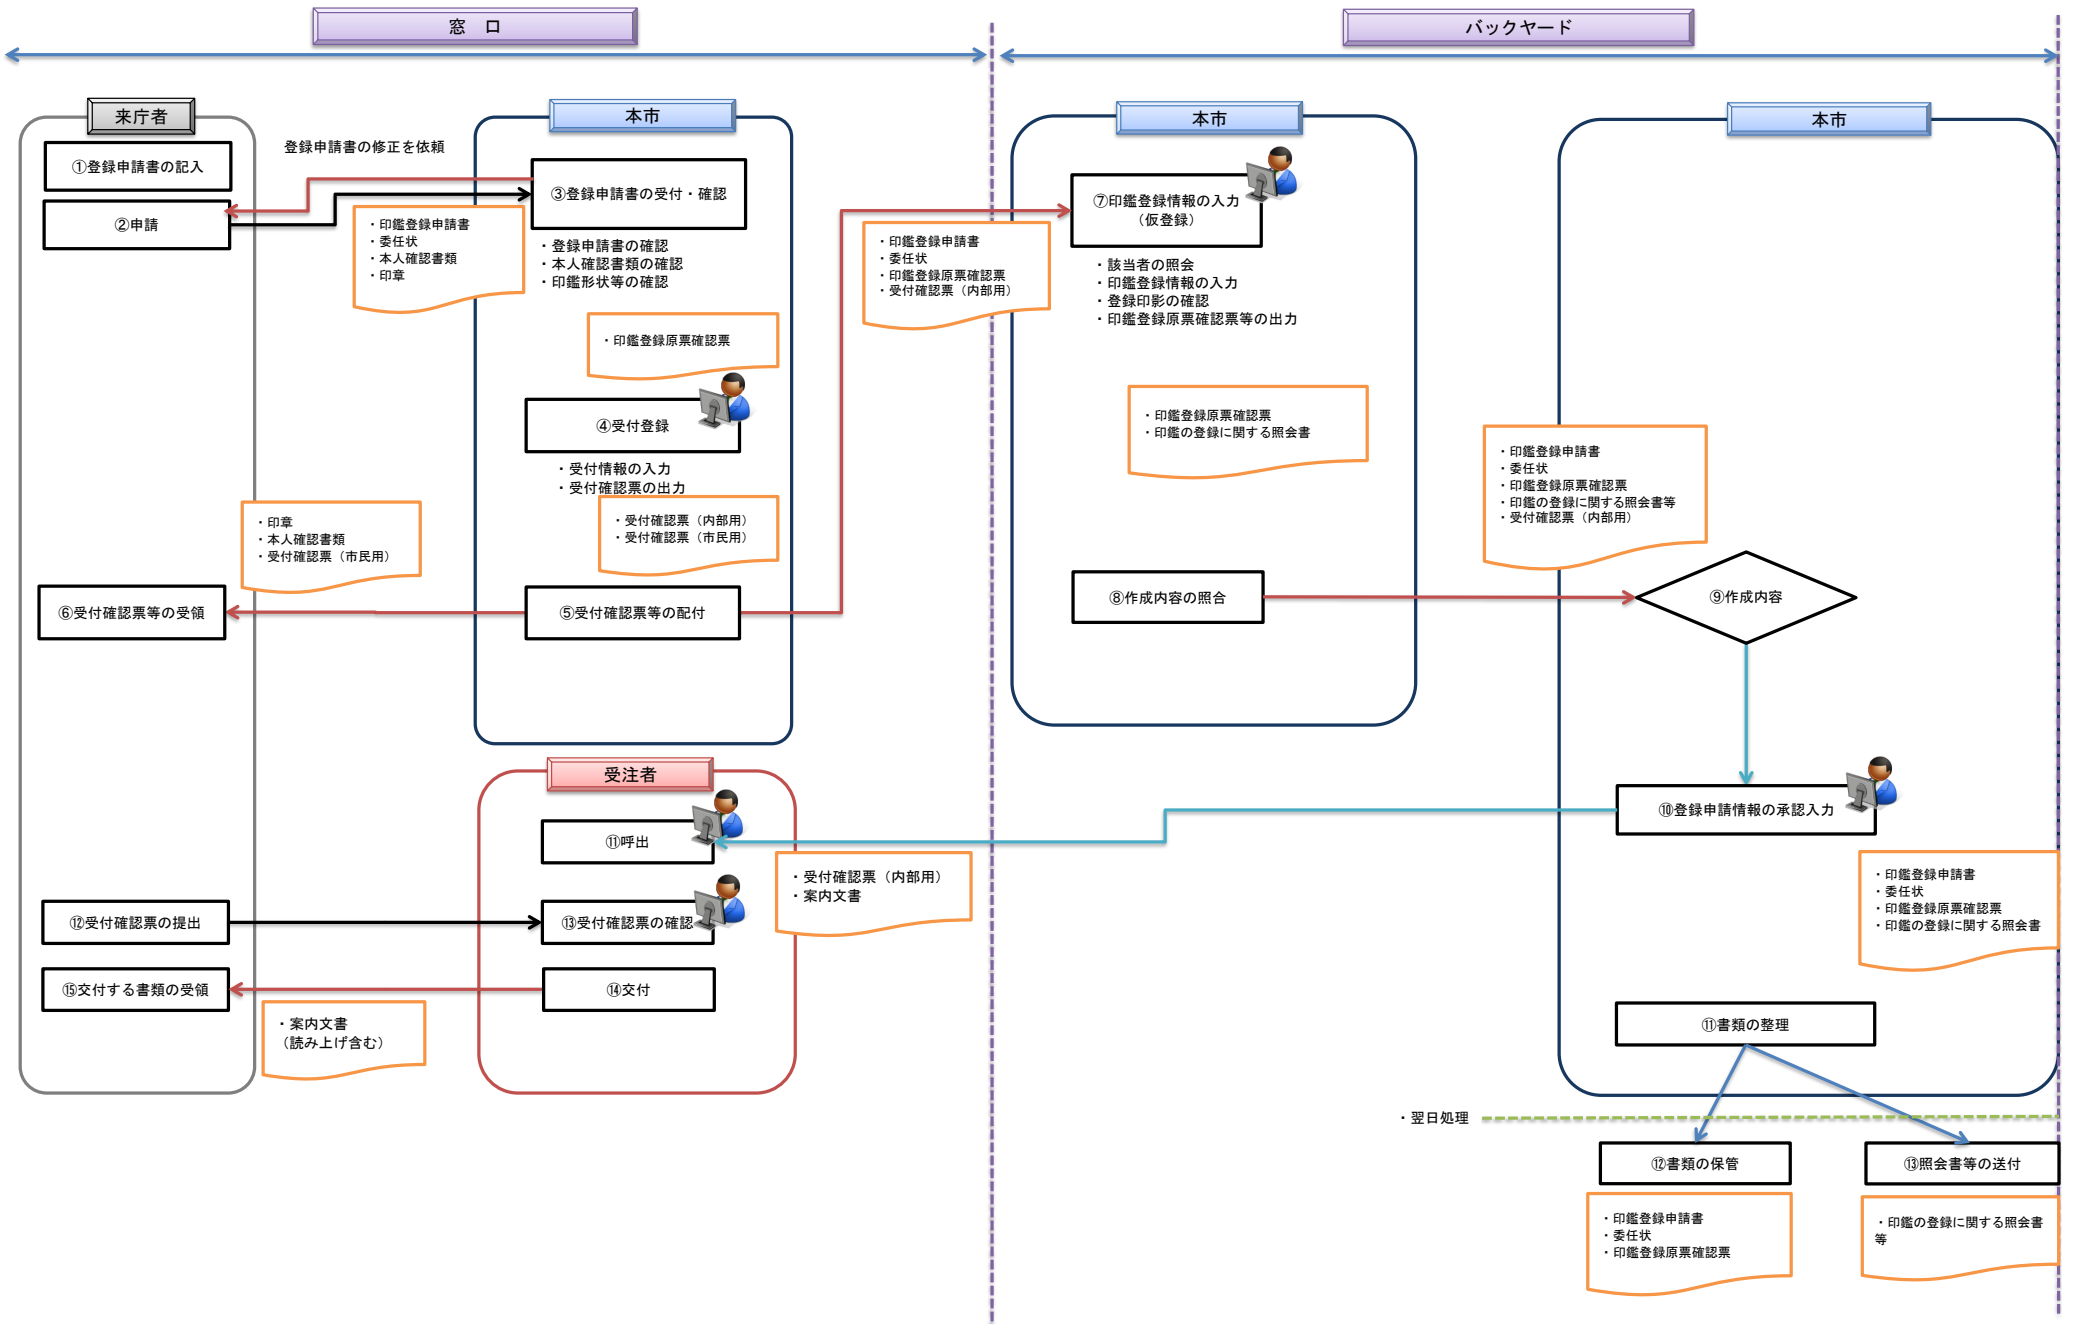 窓　口
バックヤード
来庁者
本市
本市
本市
①登録申請書の記入
登録申請書の修正を依頼
②申請
③登録申請書の受付・確認
・印鑑登録申請書
・委任状
・本人確認書類
・印章
・登録申請書の確認
・本人確認書類の確認
・印鑑形状等の確認
・印鑑登録原票確認票
④受付登録
・受付情報の入力
・受付確認票の出力
・受付確認票（内部用）
・受付確認票（市民用）
・印章
・本人確認書類
・受付確認票（市民用）
⑥受付確認票等の受領
⑤受付確認票等の配付
・印鑑登録申請書
・委任状
・印鑑登録原票確認票
・受付確認票（内部用）
⑦印鑑登録情報の入力
（仮登録）
・該当者の照会
・印鑑登録情報の入力
・登録印影の確認
・印鑑登録原票確認票等の出力
・印鑑登録原票確認票
・印鑑の登録に関する照会書
⑧作成内容の照合
・印鑑登録申請書
・委任状
・印鑑登録原票確認票
・印鑑の登録に関する照会書等
・受付確認票（内部用）
⑨作成内容
⑩登録申請情報の承認入力
受注者
⑪呼出
・受付確認票（内部用）
・案内文書
⑫受付確認票の提出
⑬受付確認票の確認
⑮交付する書類の受領
⑭交付
・案内文書
（読み上げ含む）
・印鑑登録申請書
・委任状
・印鑑登録原票確認票
・印鑑の登録に関する照会書
⑪書類の整理
・翌日処理
⑫書類の保管
⑬照会書等の送付
・印鑑登録申請書
・委任状
・印鑑登録原票確認票
・印鑑の登録に関する照会書
等